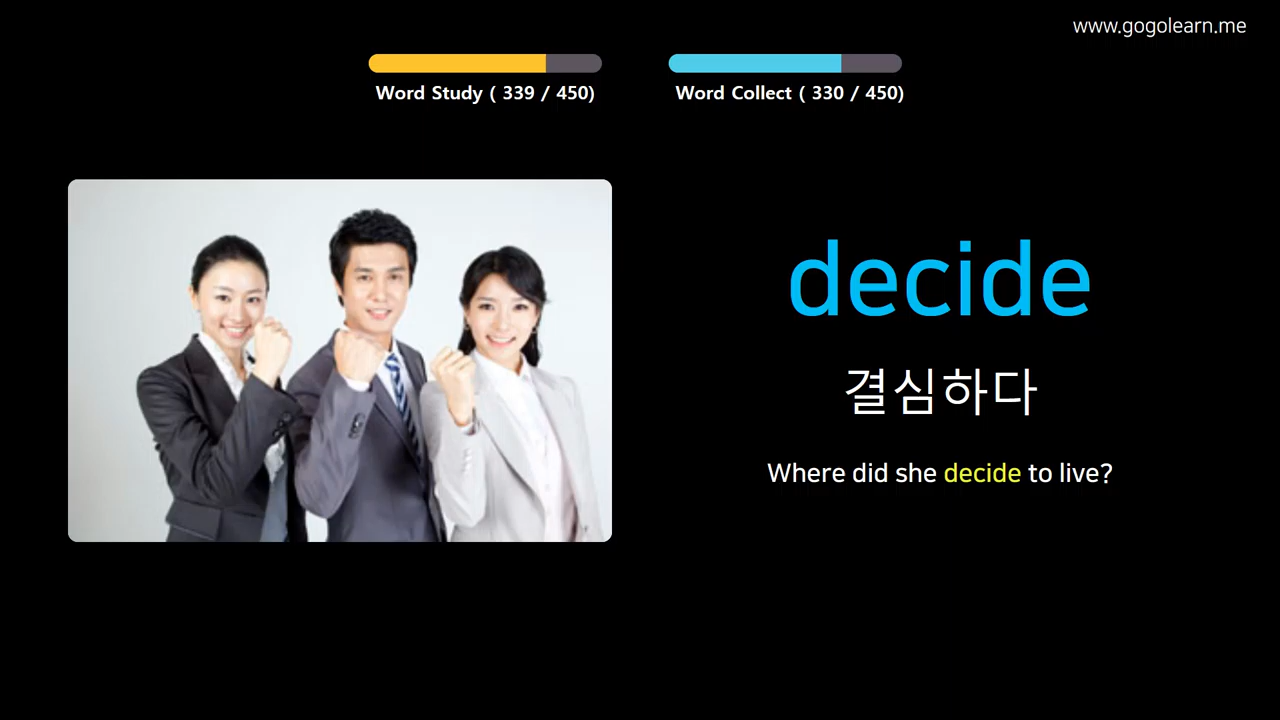 www.gogolearn.me
Word Study ( 339 / 450)
Word Collect ( 330 / 450)
decide
결심하다
Where did she decide to live?